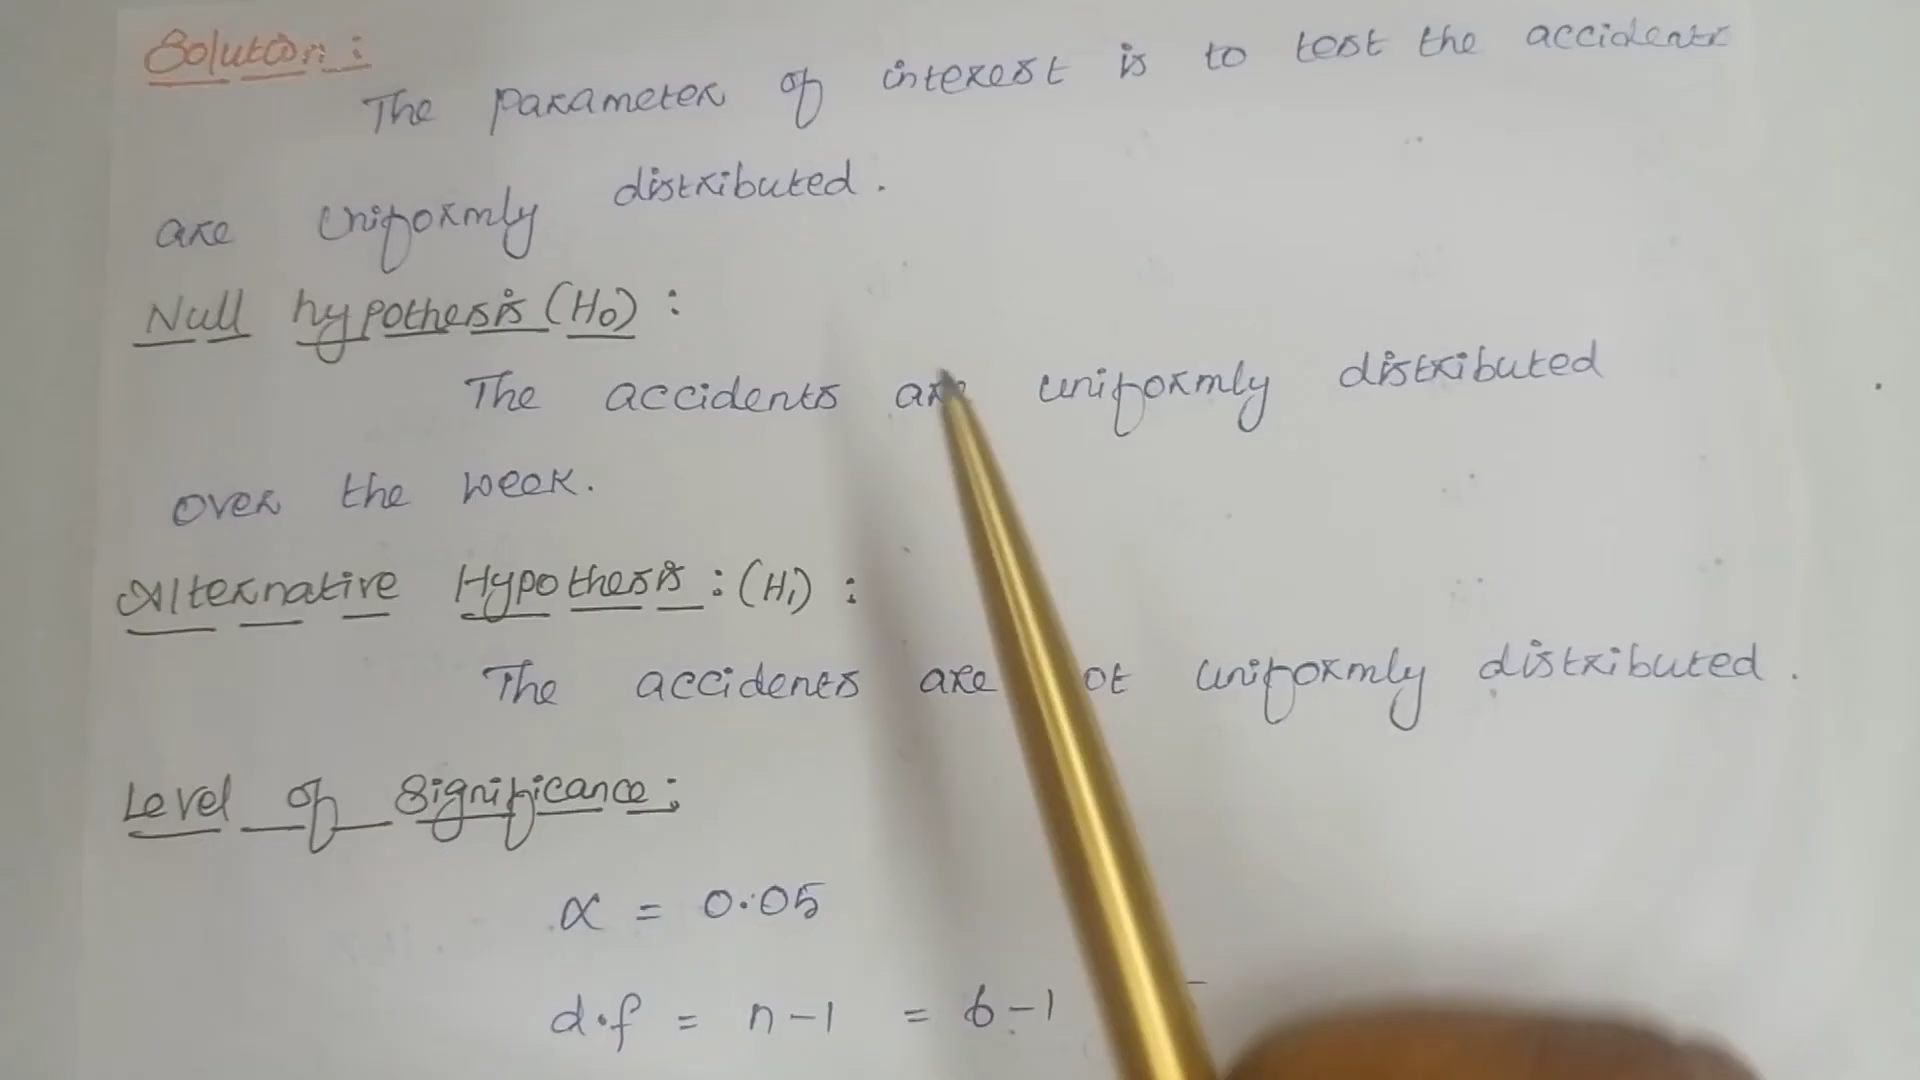 Solution:
The parameter of interest is to test the accidents
are uniformly distributed.
Null hypothesis (H0) :
The accidents are uniformly distributed
over the week.
Alternative Hypothesis : (H1) :
The accidents are uniformly distributed.
Level of Significance:
α = 0.05
d.f = n-1 = 6-1